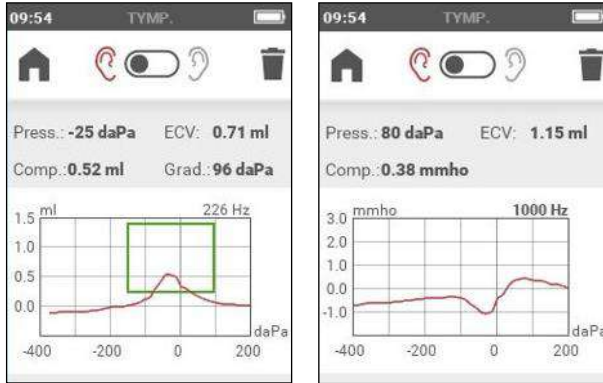 09:54 TYMP.
Press.: -25 daPa ECV: 0.71 ml
Comp.:0.52 ml Grad.:96 daPa
ml 226 Hz
1.5
1.0
0.5
0.0
daPa
-400 -200 0 200
09:54 TYMP.
Press.: 80 daPa ECV: 1.15 ml
Comp.:0.38 mmho
mmho 1000 Hz
3.0
2.0
1.0
0.0
-1.0
daPa
-400 -200 0 200